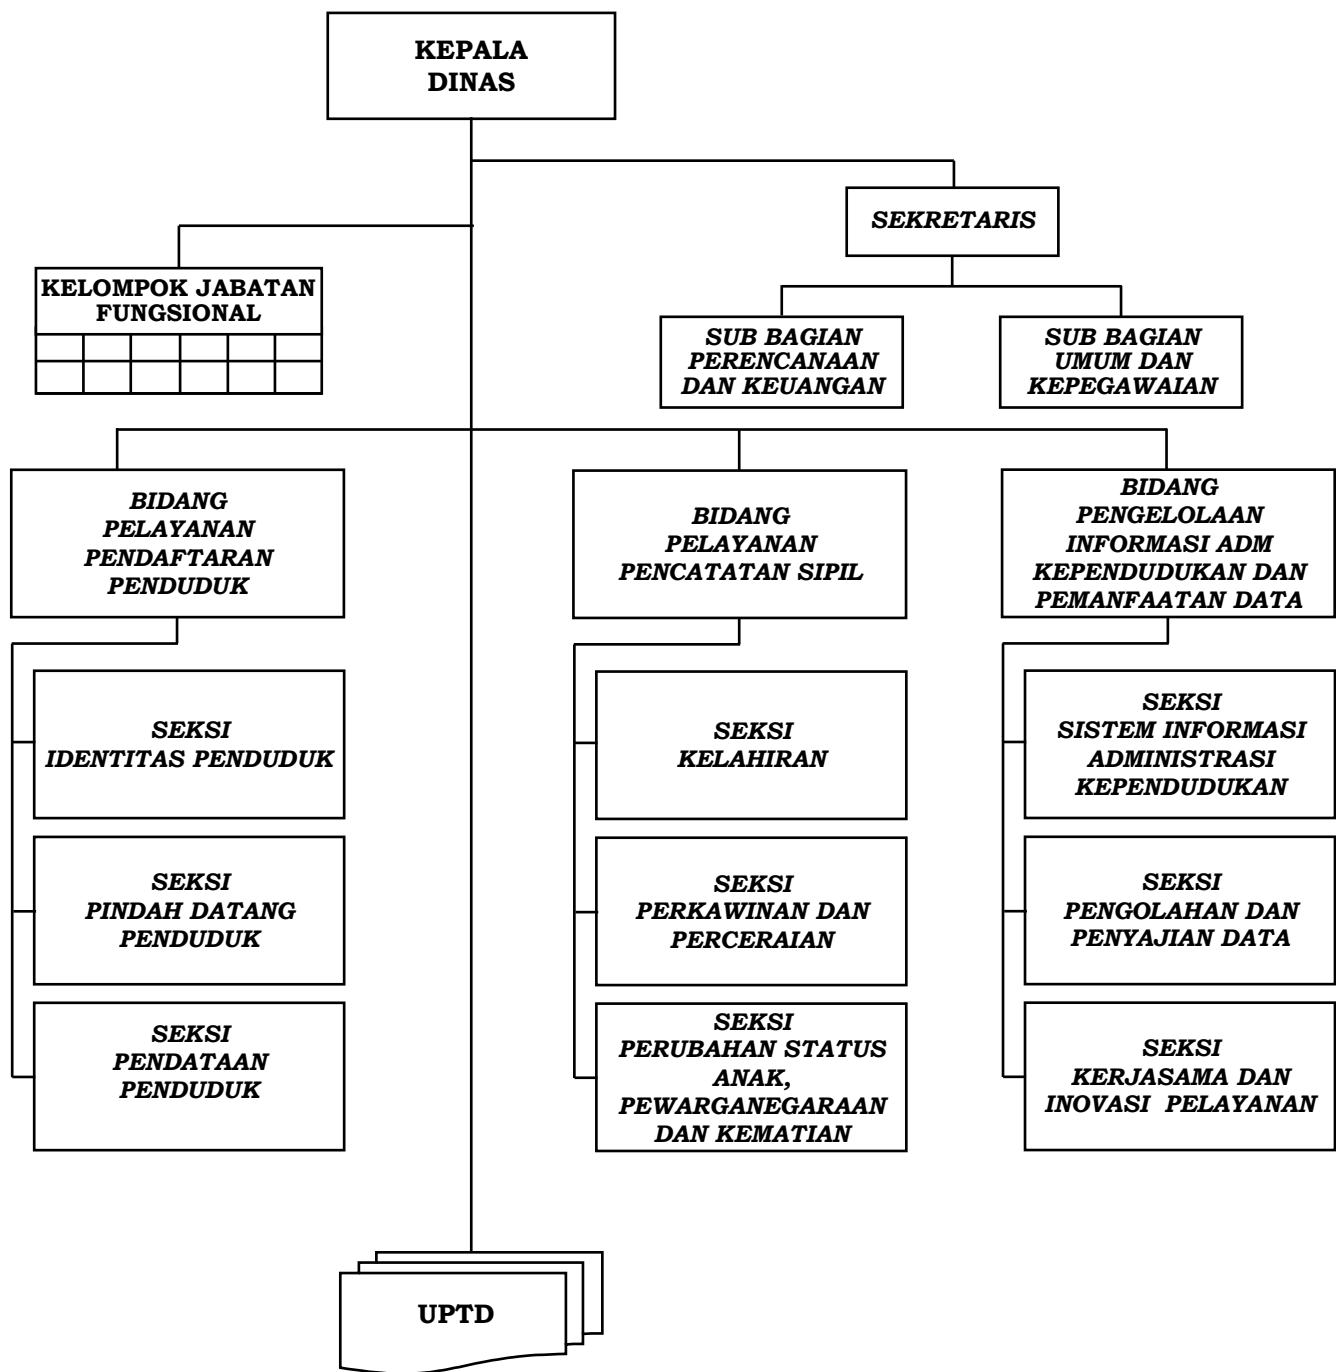 KEPALA
DINAS
SEKRETARIS
KELOMPOK JABATAN
FUNGSIONAL
SUB BAGIAN
PERENCANAAN
DAN KEUANGAN
SUB BAGIAN
UMUM DAN
KEPEGAWAIAN
BIDANG
PELAYANAN
PENDAFTARAN
PENDUDUK
BIDANG
PELAYANAN
PENCATATAN SIPIL
BIDANG
PENGELOLAAN
INFORMASI ADM
KEPENDUDUKAN DAN
PEMANFAATAN DATA
SEKSI
IDENTITAS PENDUDUK
SEKSI
KELAHIRAN
SEKSI
SISTEM INFORMASI
ADMINISTRASI
KEPENDUDUKAN
SEKSI
PINDAH DATANG
PENDUDUK
SEKSI
PERKAWINAN DAN
PERCERAIAN
SEKSI
PENGOLAHAN DAN
PENYAJIAN DATA
SEKSI
PENDATAAN
PENDUDUK
SEKSI
PERUBAHAN STATUS
ANAK,
PEWARGANEGARAAN
DAN KEMATIAN
SEKSI
KERJASAMA DAN
INOVASI  PELAYANAN
UPTD